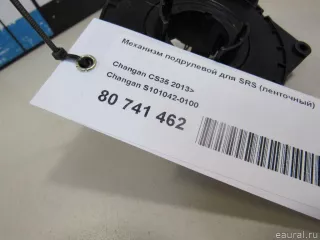 Механизм подрулевой для SRS (ленточный)
Changan CS35 2013>
Changan S101042-0100
80 741 462
eaural.ru